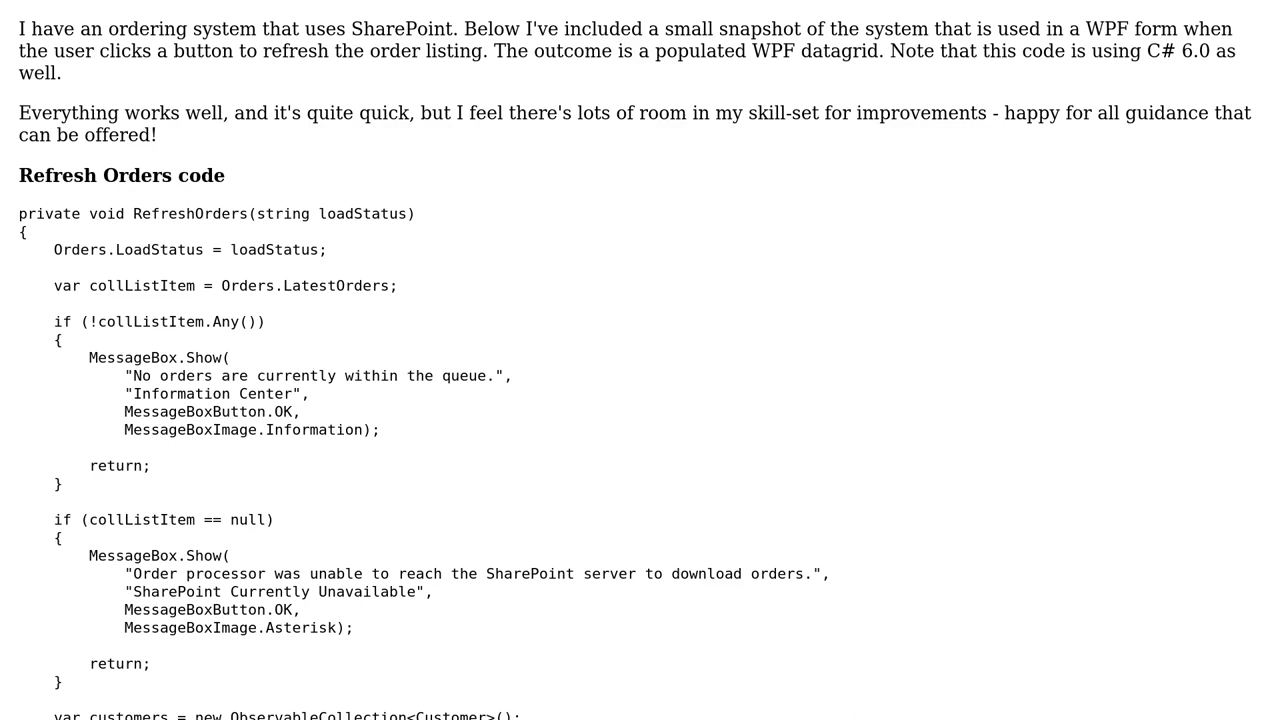 I have an ordering system that uses SharePoint. Below I've included a small snapshot of the system that is used in a WPF form when
the user clicks a button to refresh the order listing. The outcome is a populated WPF datagrid. Note that this code is using C# 6.0 as
well.
Everything works well, and it's quite quick, but I feel there's lots of room in my skill-set for improvements - happy for all guidance that
can be offered!
Refresh Orders code
private void RefreshOrders(string loadStatus)
{
    Orders.LoadStatus = loadStatus;
    var collListItem = Orders.LatestOrders;
    if (!collListItem.Any())
    {
        MessageBox.Show(
            "No orders are currently within the queue.",
            "Information Center",
            MessageBoxButton.OK,
            MessageBoxImage.Information);
        return;
    }
    if (collListItem == null)
    {
        MessageBox.Show(
            "Order processor was unable to reach the SharePoint server to download orders.",
            "SharePoint Currently Unavailable",
            MessageBoxButton.OK,
            MessageBoxImage.Asterisk);
        return;
    }
    var customers = new ObservableCollection<Customer>();